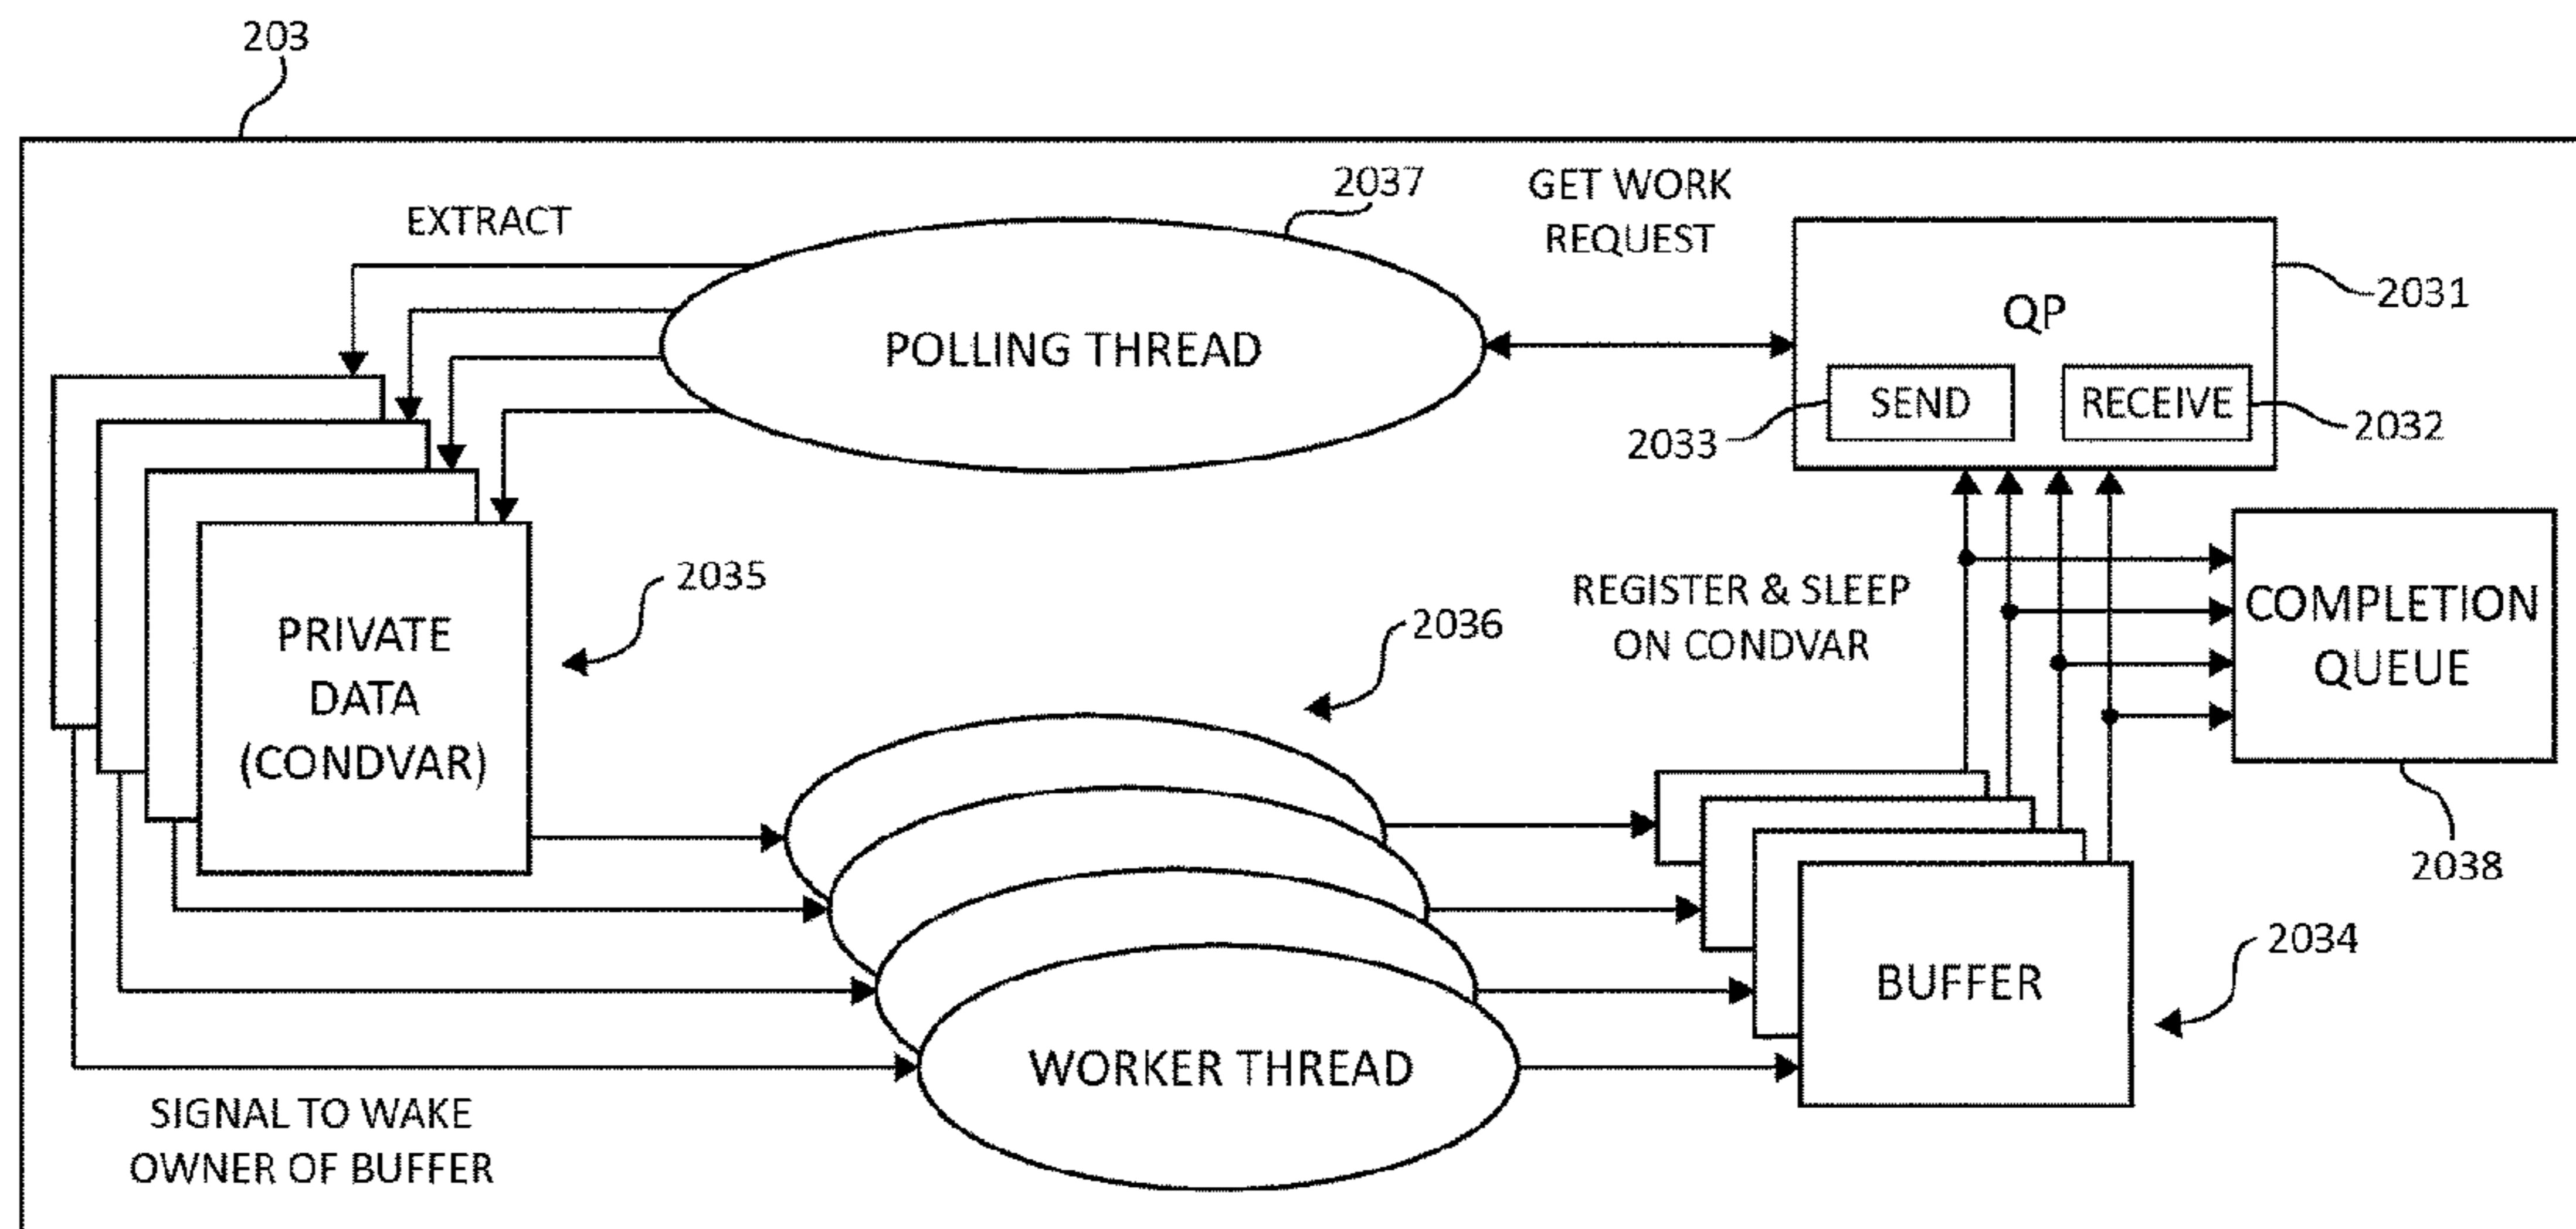 203
EXTRACT
2037
GET WORK
REQUEST
POLLING THREAD
QP
2031
SEND
RECEIVE
2033
2032
PRIVATE
DATA
(CONDVAR)
2035
2036
REGISTER & SLEEP
ON CONDVAR
COMPLETION
QUEUE
2038
WORKER THREAD
BUFFER
2034
SIGNAL TO WAKE
OWNER OF BUFFER